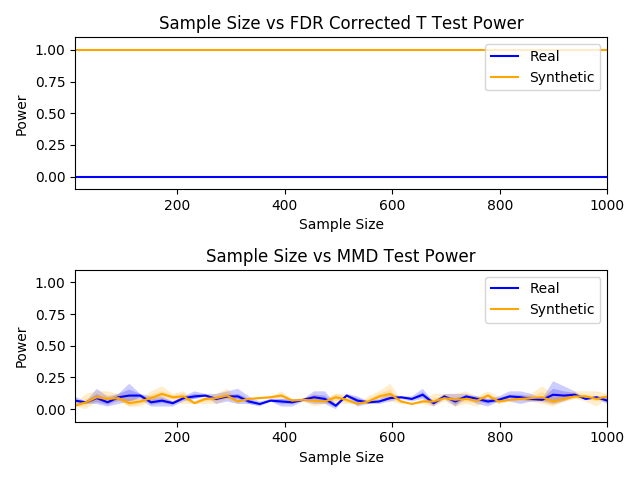 Sample Size vs FDR Corrected T Test Power
1.00
0.75
0.50
0.25
0.00
Power
Real
Synthetic
200 400 600 800 1000
Sample Size
Sample Size vs MMD Test Power
1.00
0.75
0.50
0.25
0.00
Power
Real
Synthetic
200 400 600 800 1000
Sample Size